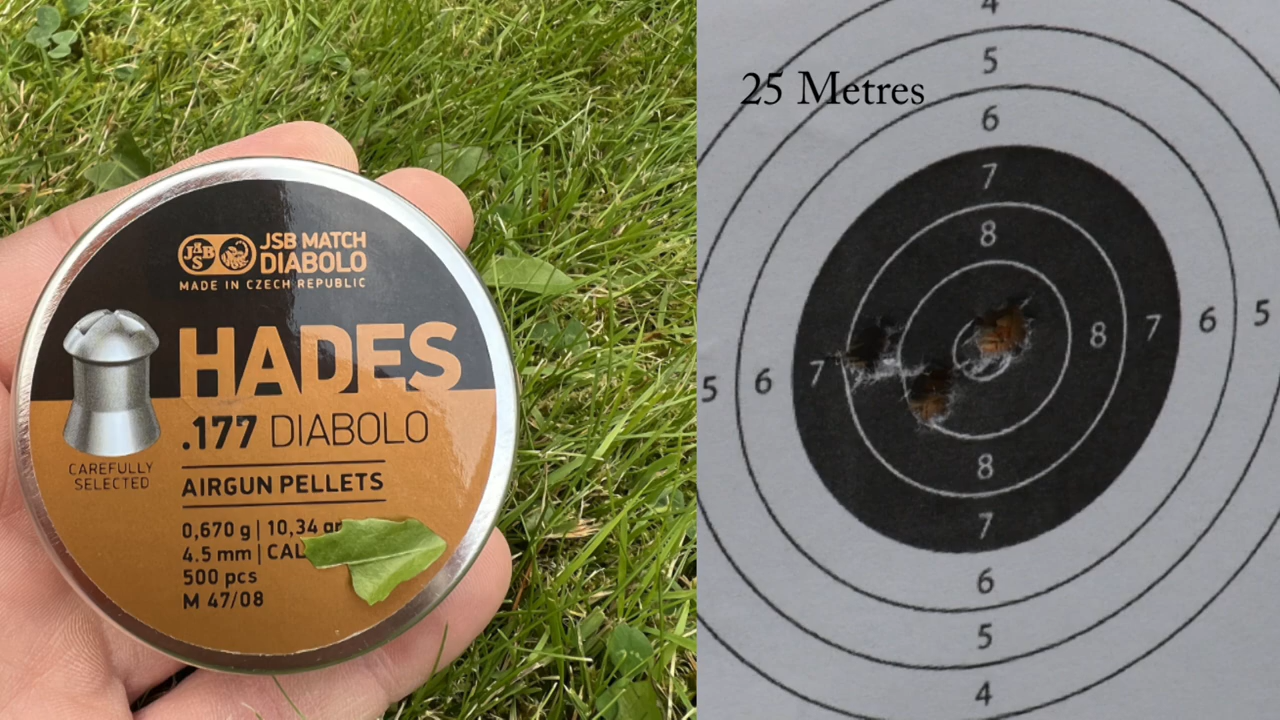 JSB
JSB MATCH
DIABOLO
MADE IN CZECH REPUBLIC
HADES
.177 DIABOLO
CAREFULLY
SELECTED
AIRGUN PELLETS
0,670 g | 10,34
4.5 mm |
500 pcs
M 47/08
25 Metres
4
5
6
7
8
5 6 7 8 7 6 5
8
7
6
5
4